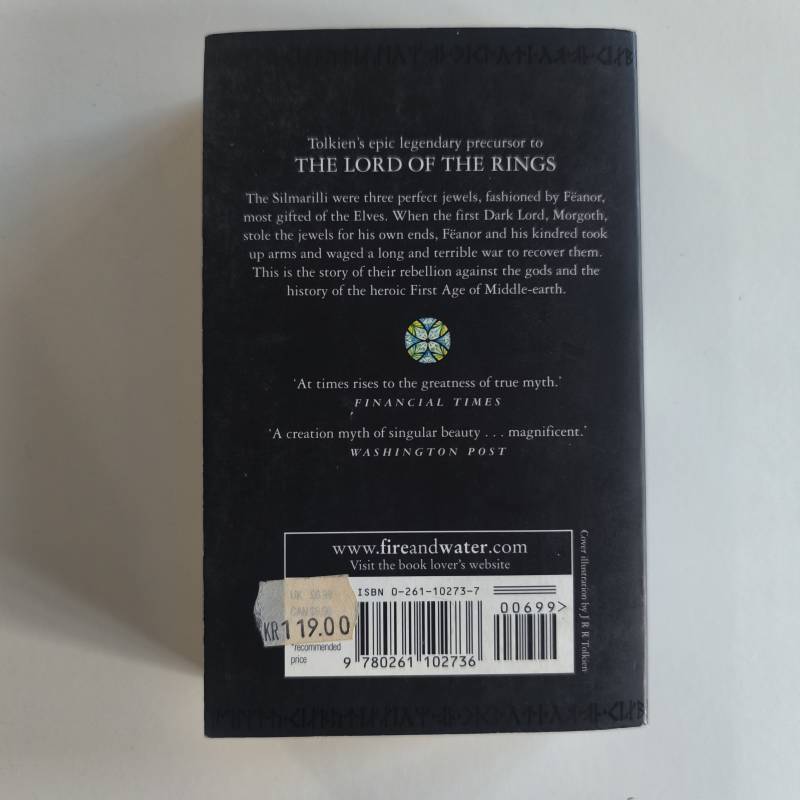 Tolkien's epic legendary precursor to
THE LORD OF THE RINGS
The Silmarilli were three perfect jewels, fashioned by Fëanor,
most gifted of the Elves. When the first Dark Lord, Morgoth,
stole the jewels for his own ends, Fëanor and his kindred took
up arms and waged a long and terrible war to recover them.
This is the story of their rebellion against the gods and the
history of the heroic First Age of Middle-earth.
'At times rises to the greatness of true myth.'
FINANCIAL TIMES
'A creation myth of singular beauty . . . magnificent.'
WASHINGTON POST
www.fireandwater.com
Visit the book lover's website
UK £6.99
ISBN 0-261-10273-7
00699>
KR 119.00
*recommended
price
9 780261 102736
Cover illustration by J R R Tolkien